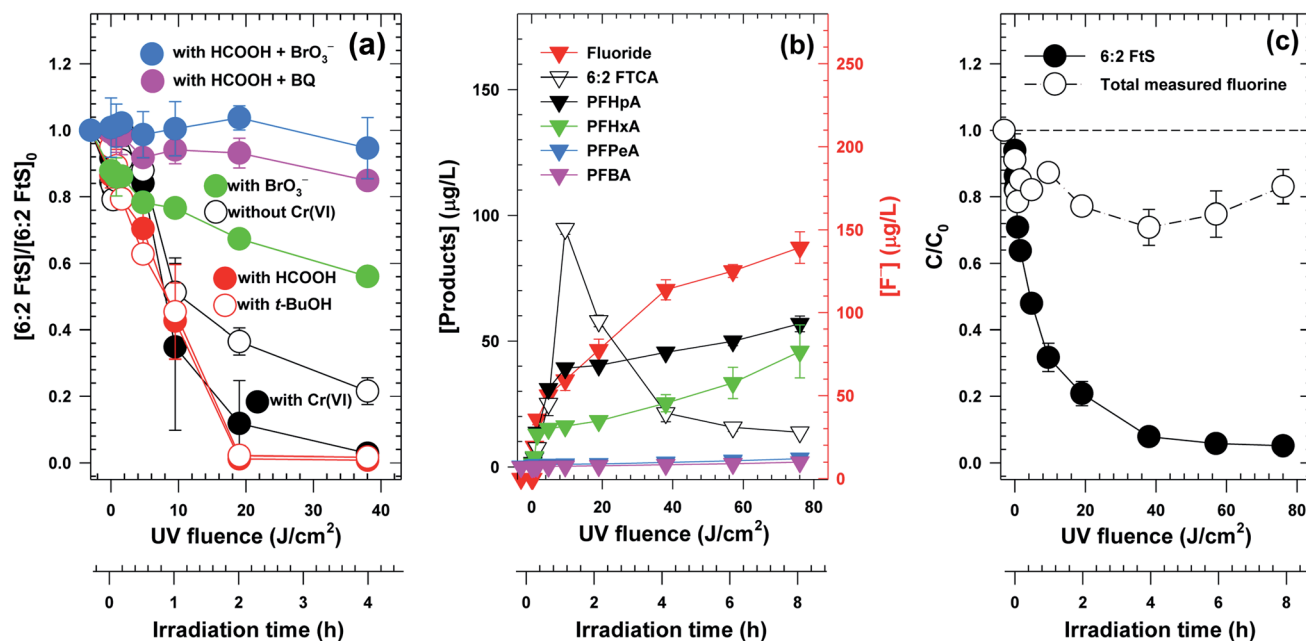 (a)
with HCOOH + BrO₃⁻
with HCOOH + BQ
with BrO₃⁻
without Cr(VI)
with HCOOH
with t-BuOH
with Cr(VI)
[6:2 FtS]/[6:2 FtS]₀
1.2
1.0
0.8
0.6
0.4
0.2
0.0
0 10 20 30 40
UV fluence (J/cm²)
0 1 2 3 4
Irradiation time (h)
(b)
Fluoride
6:2 FTCA
PFHpA
PFHxA
PFPeA
PFBA
[Products] (µg/L)
150
100
50
0
[F⁻] (µg/L)
250
200
150
100
50
0
0 20 40 60 80
UV fluence (J/cm²)
0 2 4 6 8
Irradiation time (h)
(c)
6:2 FtS
Total measured fluorine
C/C₀
1.2
1.0
0.8
0.6
0.4
0.2
0.0
0 20 40 60 80
UV fluence (J/cm²)
0 2 4 6 8
Irradiation time (h)